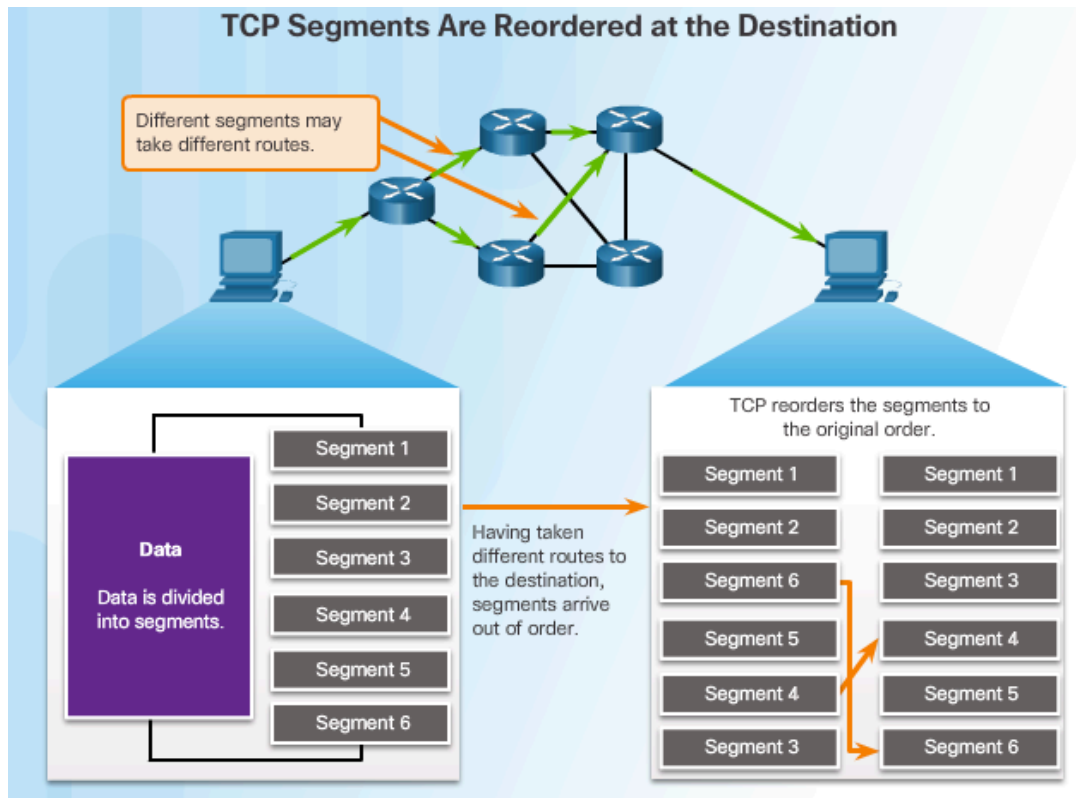 TCP Segments Are Reordered at the Destination
Different segments may
take different routes.
Data
Data is divided
into segments.
Segment 1
Segment 2
Segment 3
Segment 4
Segment 5
Segment 6
Having taken
different routes to
the destination,
segments arrive
out of order.
TCP reorders the segments to
the original order.
Segment 1
Segment 2
Segment 6
Segment 5
Segment 4
Segment 3
Segment 1
Segment 2
Segment 3
Segment 4
Segment 5
Segment 6